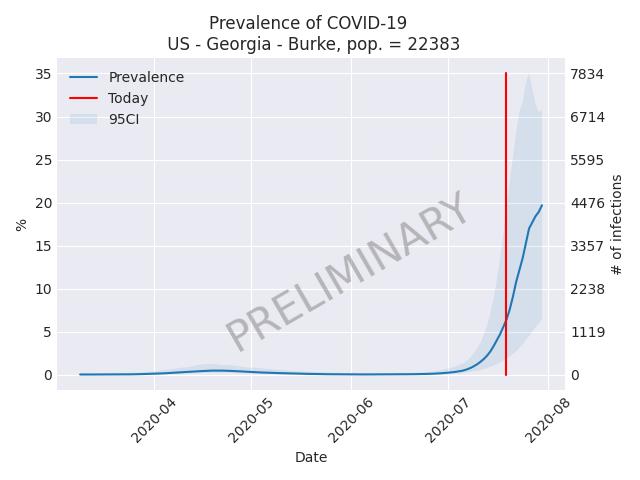 Prevalence of COVID-19
US - Georgia - Burke, pop. = 22383
Prevalence
Today
95CI
35
30
25
20
15
10
5
0
%
7834
6714
5595
4476
3357
2238
1119
0
# of infections
PRELIMINARY
2020-04
2020-05
2020-06
2020-07
2020-08
Date